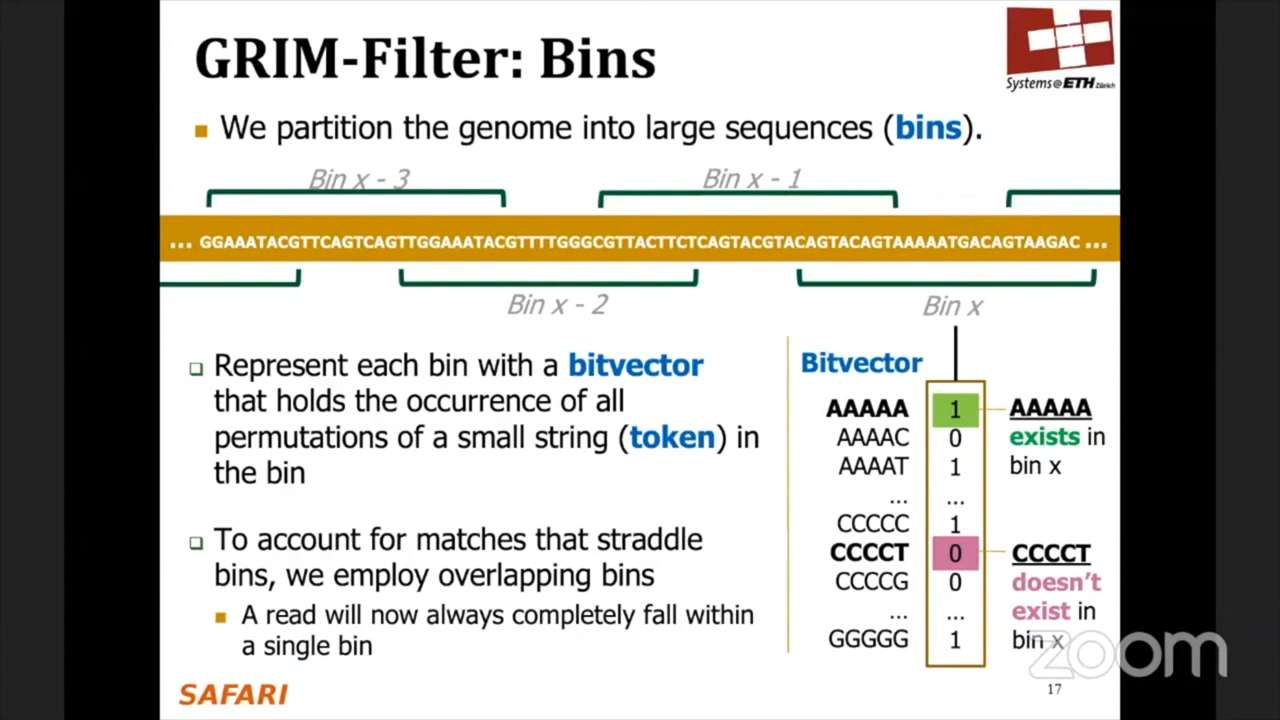 GRIM-Filter: Bins
Systems@ETH Zürich
We partition the genome into large sequences (bins).
Bin x - 3
Bin x - 1
... GGAAATACGTTCAGTCAGTTGGAAATACGTTTTGGGCGTTACTTCTCAGTACGTACAGTACAGTAAAAATGACAGTAAGAC ...
Bin x - 2
Bin x
Represent each bin with a bitvector
that holds the occurrence of all
permutations of a small string (token) in
the bin
To account for matches that straddle
bins, we employ overlapping bins
A read will now always completely fall within
a single bin
Bitvector
AAAAA 1 AAAAA
AAAAC 0 exists in
AAAAT 1 bin x
... ...
CCCCC 1
CCCCT 0 CCCCT
CCCCG 0 doesn't
... ... exist in
GGGGG 1 bin x
zoom
SAFARI
17